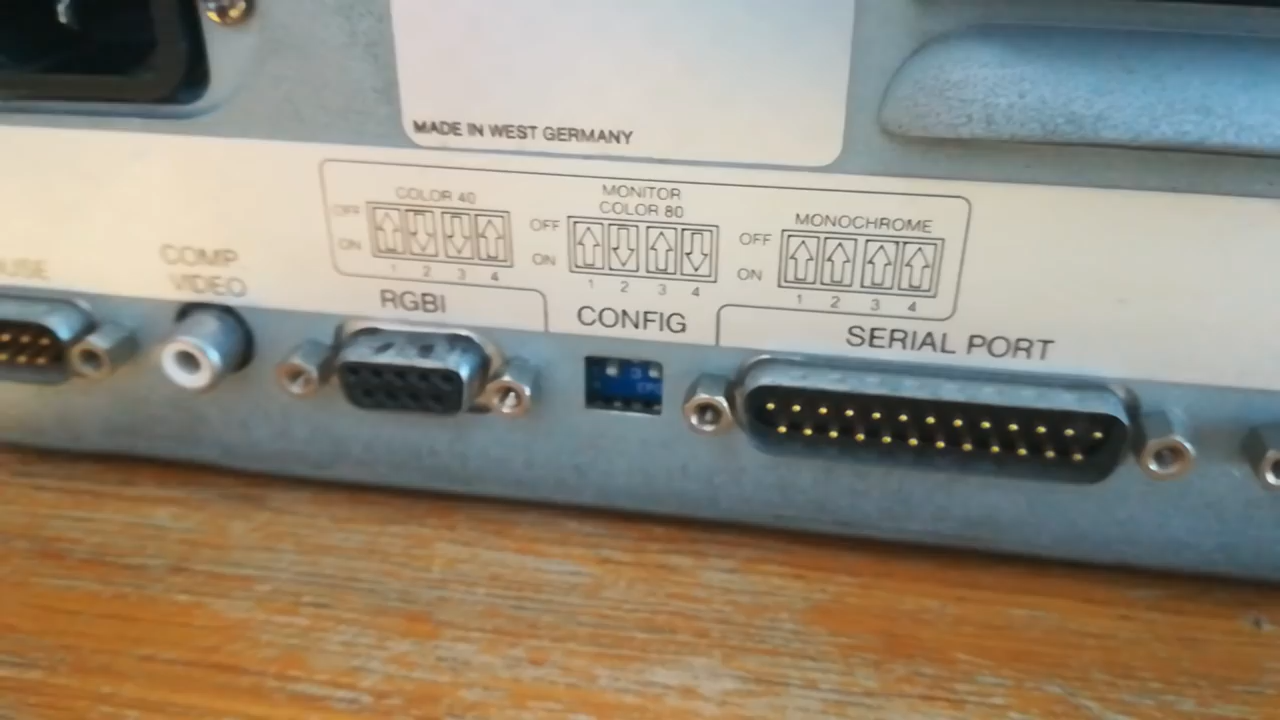 MADE IN WEST GERMANY
COLOR 40
MONITOR
COLOR 80
MONOCHROME
OFF
ON
1 2 3 4
OFF
ON
1 2 3 4
OFF
ON
1 2 3 4
COMP
VIDEO
RGBI
CONFIG
SERIAL PORT